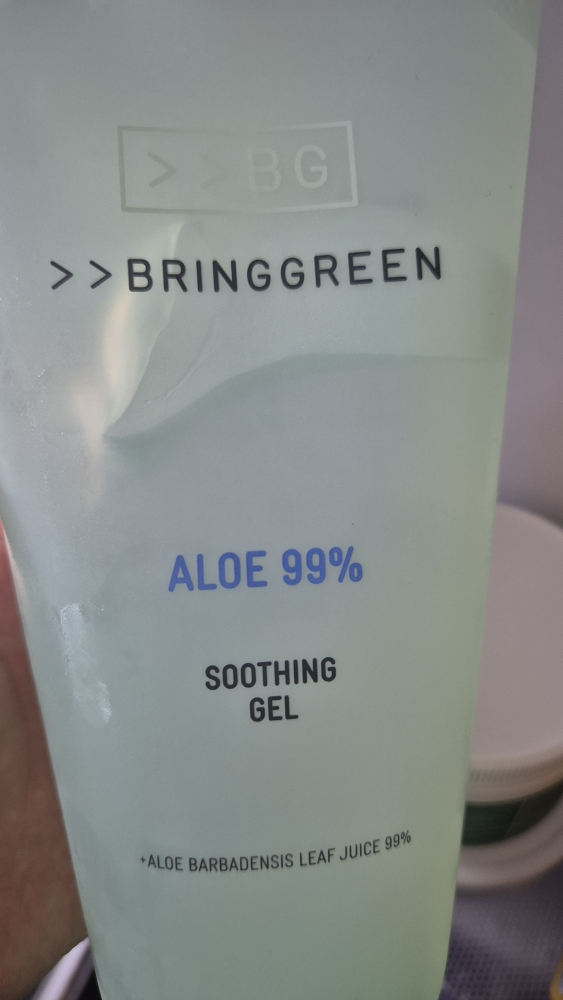 >>BG
>>BRINGGREEN
ALOE 99%
SOOTHING
GEL
+ALOE BARBADENSIS LEAF JUICE 99%